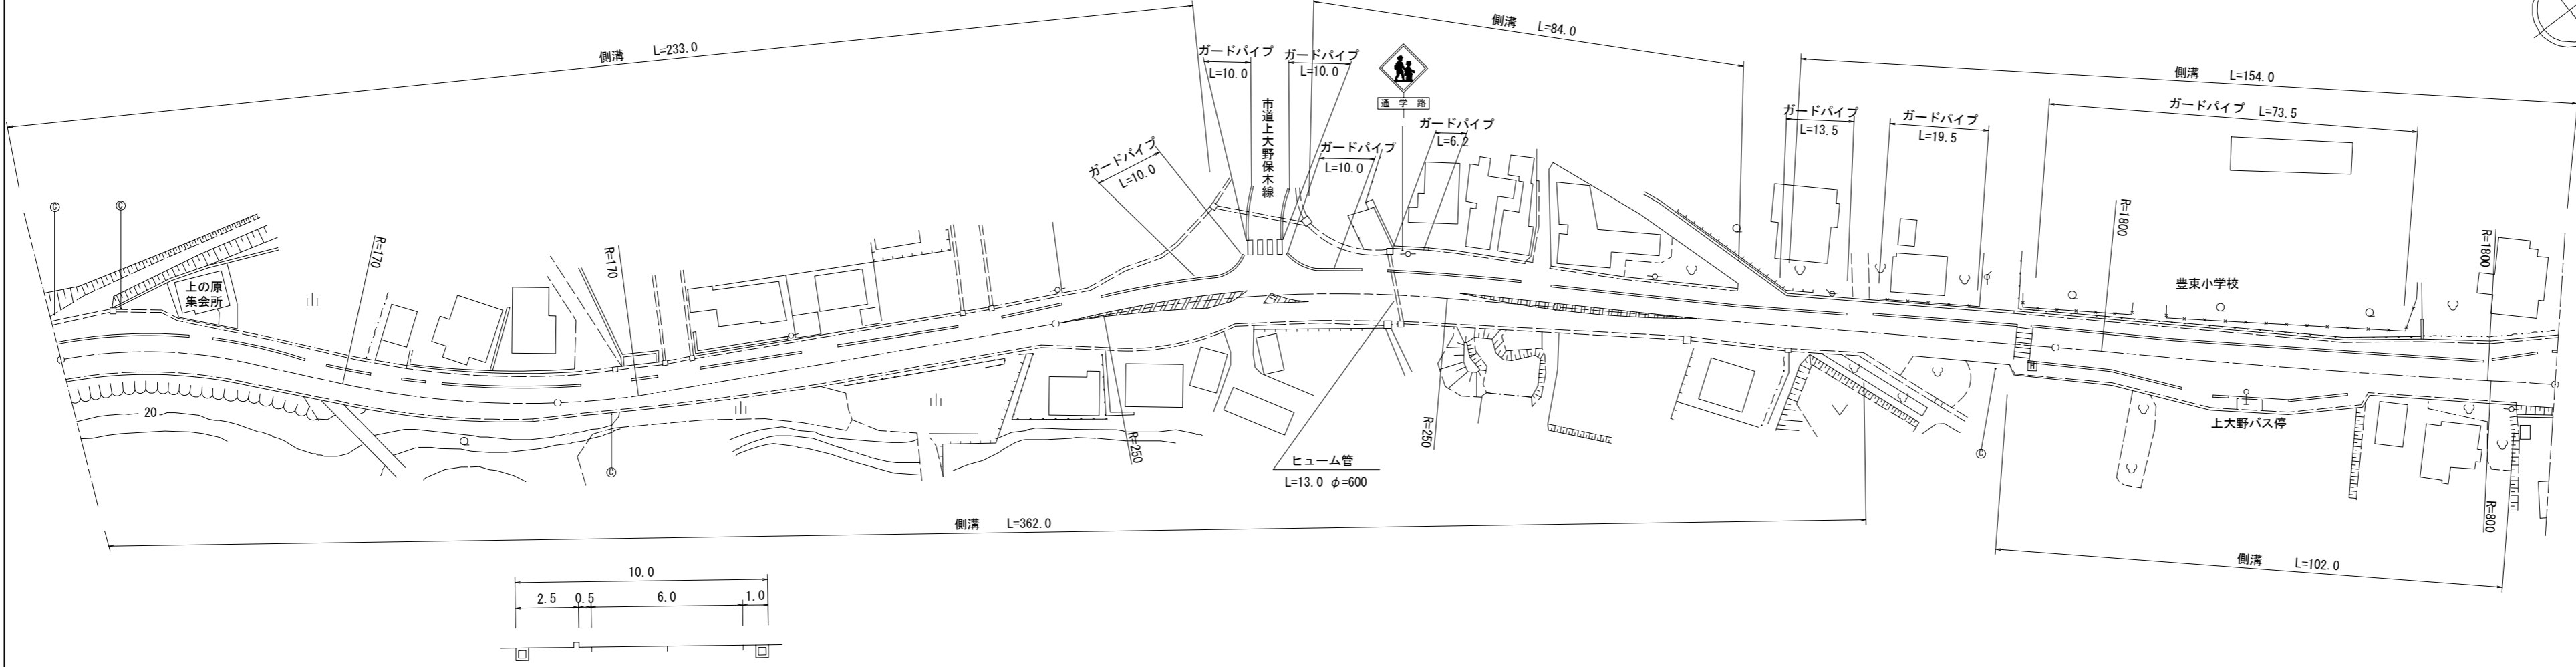 側溝 L=233.0
側溝 L=84.0
側溝 L=154.0
ガードパイプ
L=10.0
ガードパイプ
L=10.0
通学路
市道上大野保木線
ガードパイプ
L=10.0
ガードパイプ
L=10.0
ガードパイプ
L=6.2
ガードパイプ
L=13.5
ガードパイプ
L=19.5
ガードパイプ L=73.5
C
C
上の原
集会所
R=170
R=170
R=1800
R=1800
豊東小学校
20
C
R=250
R=250
ヒューム管
L=13.0 φ=600
H
C
上大野バス停
R=800
側溝 L=362.0
側溝 L=102.0
10.0
2.5 0.5 6.0 1.0